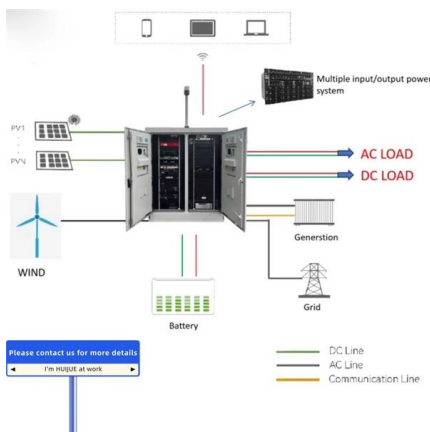 Multiple input/output power
system
PV1
PVN
AC LOAD
DC LOAD
WIND
Generstion
Grid
Battery
Please contact us for more details
I'm HUIJUE at work
DC Line
AC Line
Communication Line